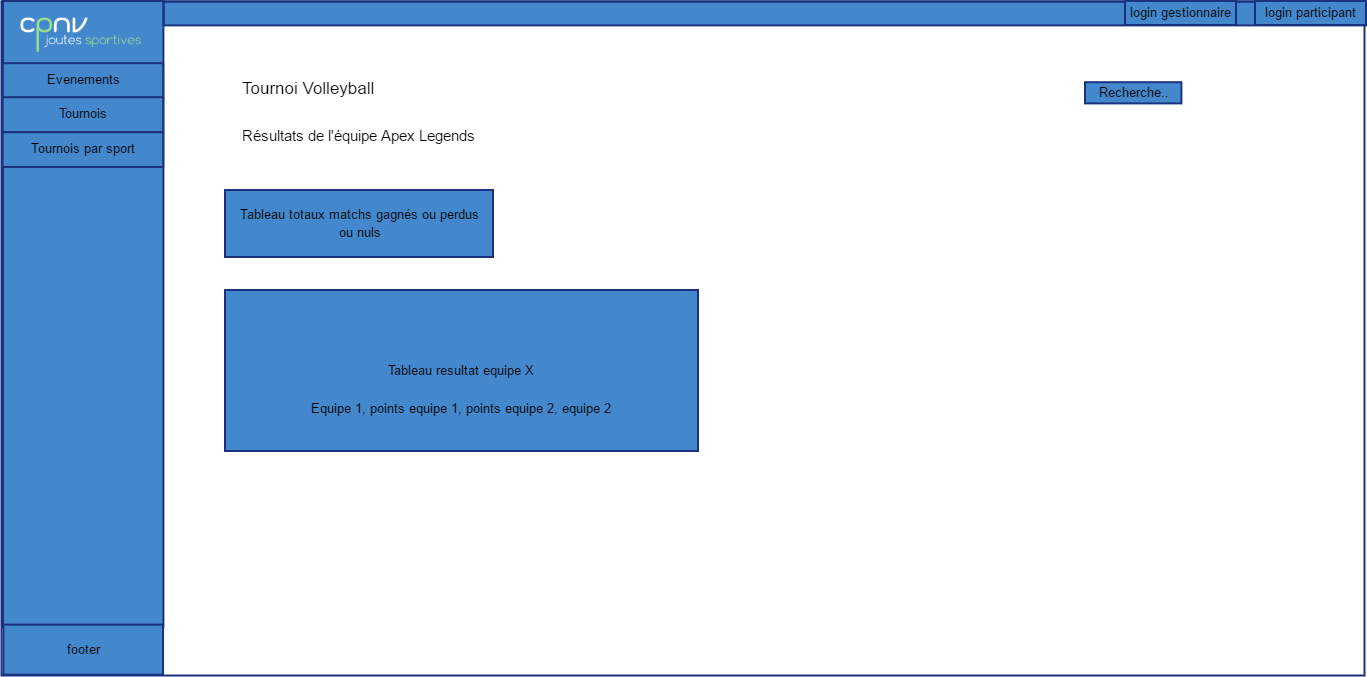 cpnv
joutes sportives
login gestionnaire
login participant
Evenements
Tournois
Tournois par sport
Tournoi Volleyball
Recherche..
Résultats de l'équipe Apex Legends
Tableau totaux matchs gagnés ou perdus
ou nuls
Tableau resultat equipe X
Equipe 1, points equipe 1, points equipe 2, equipe 2
footer